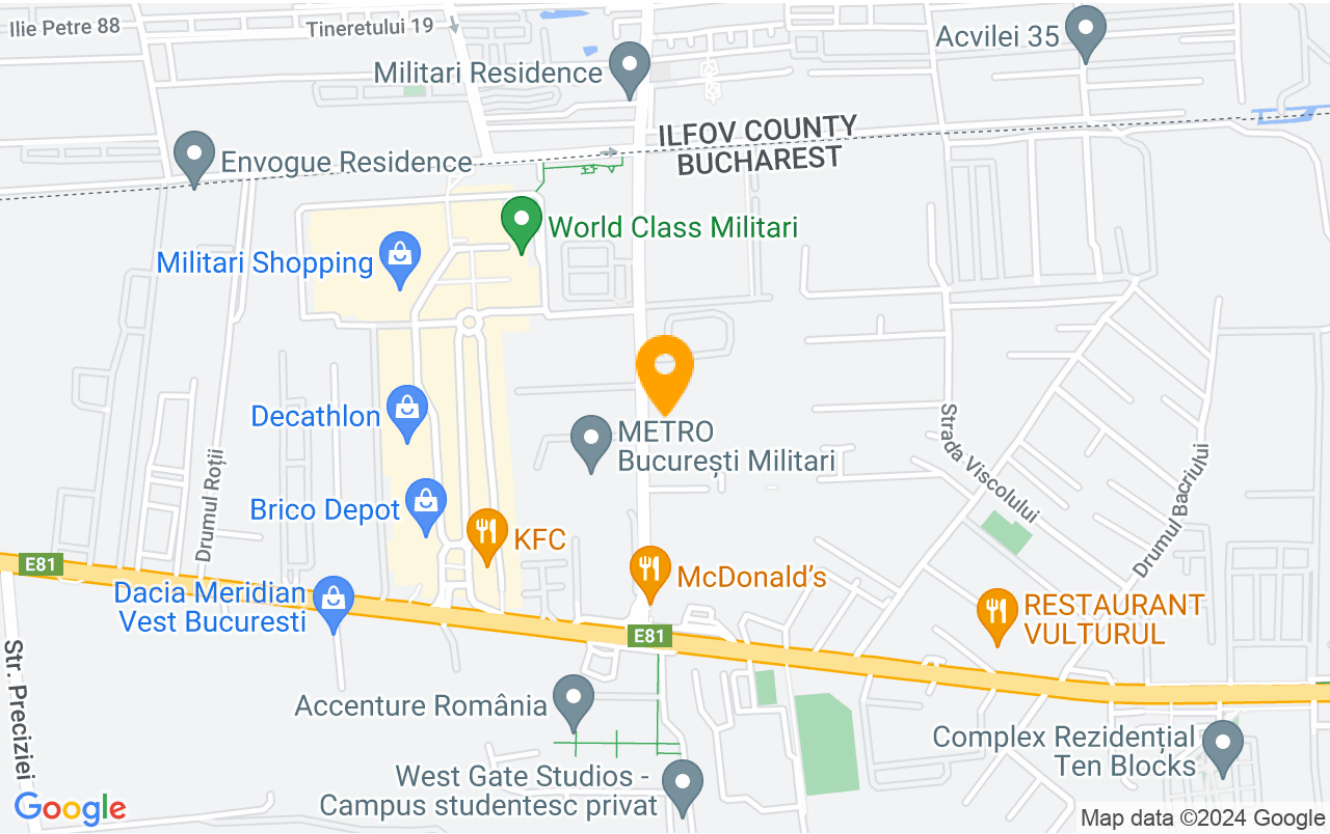 Ilie Petre 88
Tineretului 19
Acvilei 35
Militari Residence
ILFOV COUNTY
BUCHAREST
Envogue Residence
World Class Militari
Militari Shopping
Decathlon
METRO
București Militari
Strada Viscolului
Drumul Bacriului
Drumul Roții
Brico Depot
KFC
E81
McDonald's
Dacia Meridian
Vest Bucuresti
RESTAURANT
VULTURUL
E81
Str. Preciziei
Accenture România
Complex Rezidențial
Ten Blocks
West Gate Studios -
Campus studentesc privat
Google
Map data ©2024 Google